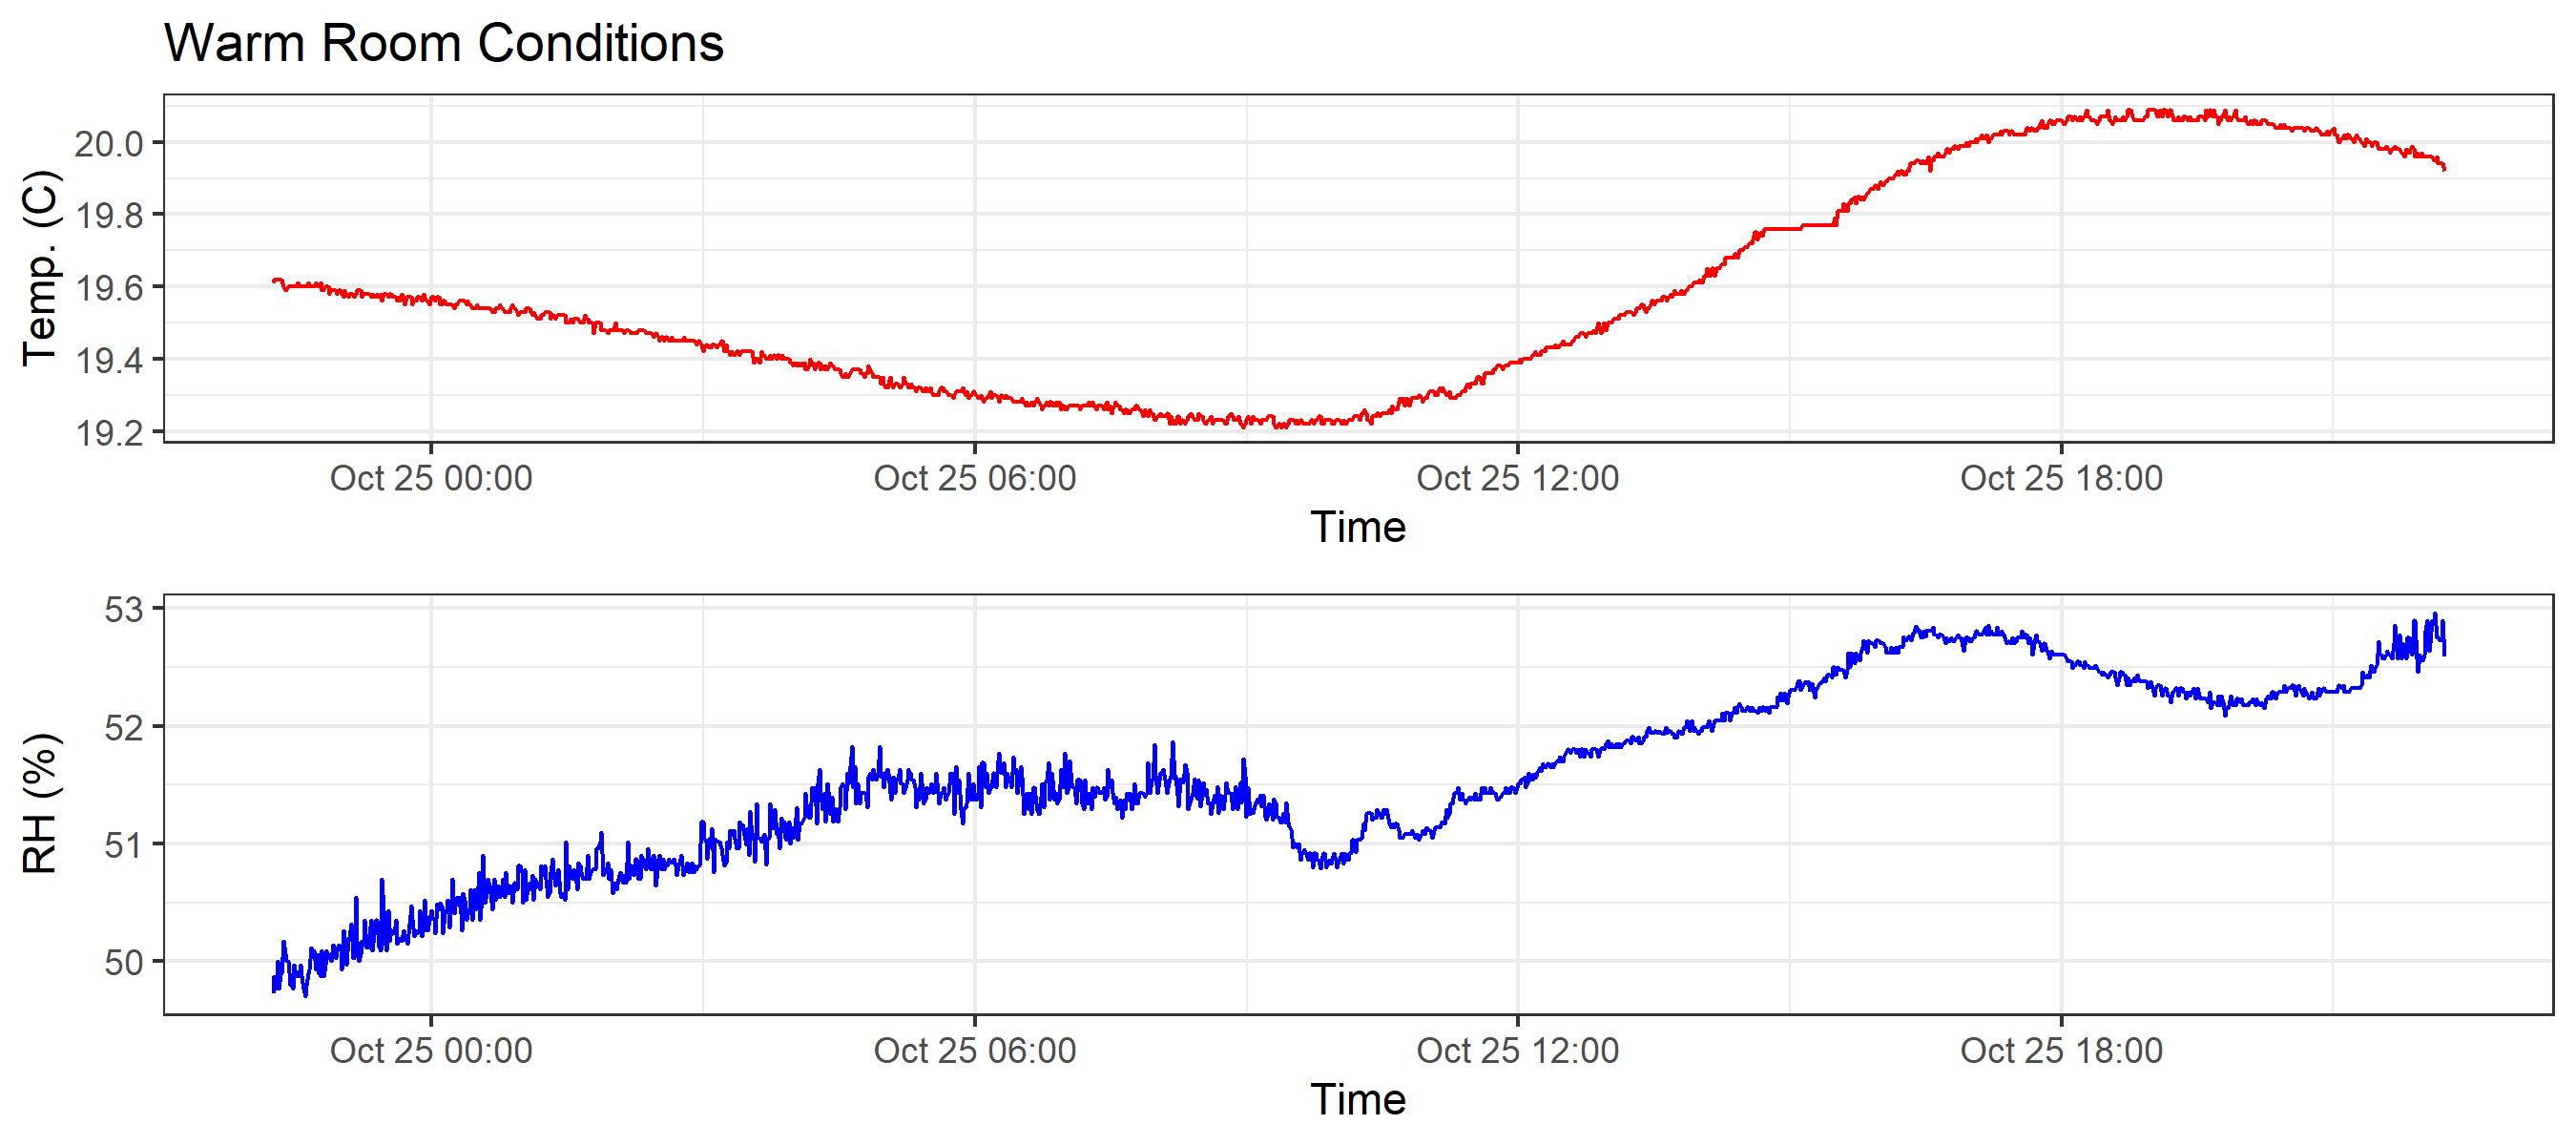 Warm Room Conditions
Temp. (C)
20.0
19.8
19.6
19.4
19.2
Oct 25 00:00 Oct 25 06:00 Oct 25 12:00 Oct 25 18:00
Time
RH (%)
53
52
51
50
Oct 25 00:00 Oct 25 06:00 Oct 25 12:00 Oct 25 18:00
Time